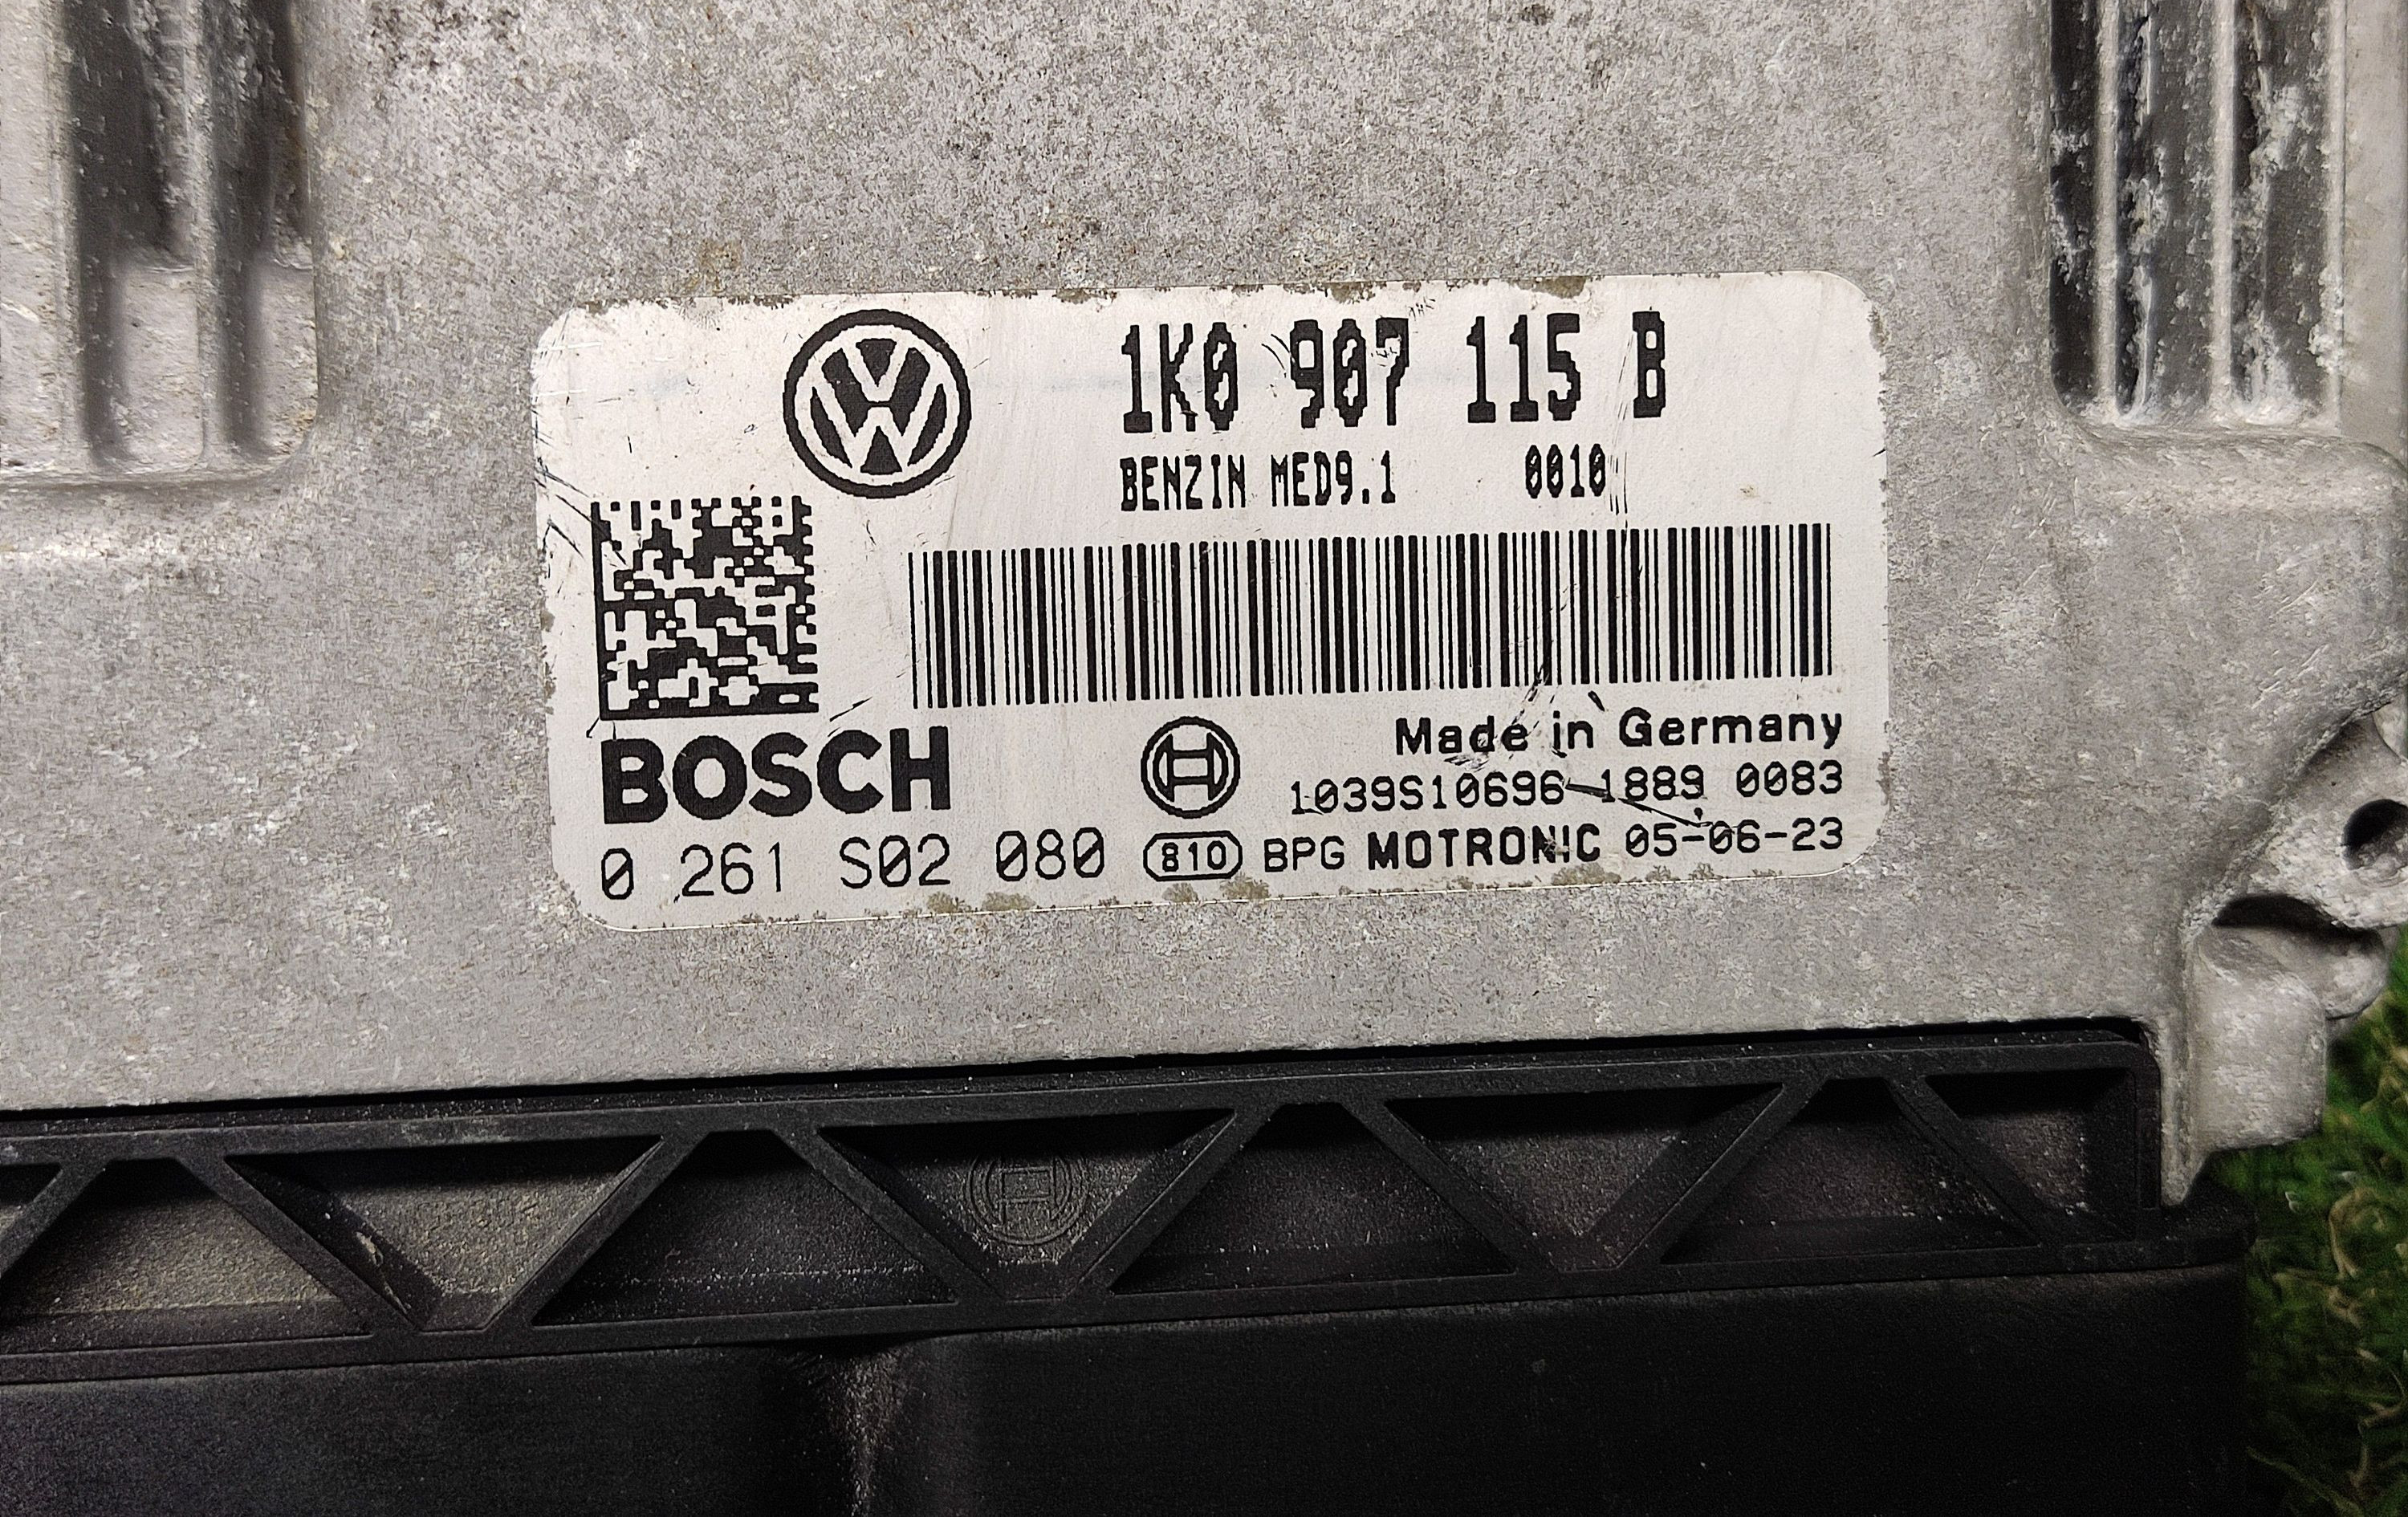 1K0 907 115 B
BENZIN MED9.1 0010
Made in Germany
BOSCH
1039S10696 1889 0083
0 261 S02 080 810 BPG MOTRONIC 05-06-23